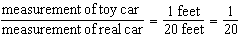 measurement of toy car / measurement of real car = 1 feet / 20 feet = 1 / 20